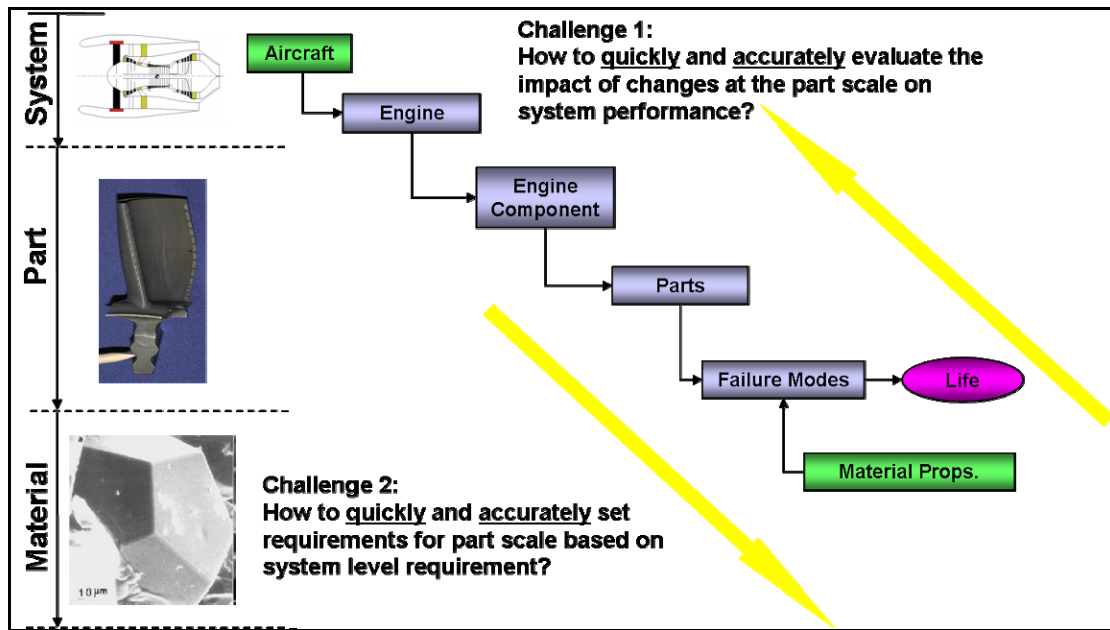 System
Aircraft
Engine
Challenge 1:
How to quickly and accurately evaluate the
impact of changes at the part scale on
system performance?
Part
Engine
Component
Parts
Failure Modes
Life
Material Props.
Material
a
10 µm
Challenge 2:
How to quickly and accurately set
requirements for part scale based on
system level requirement?